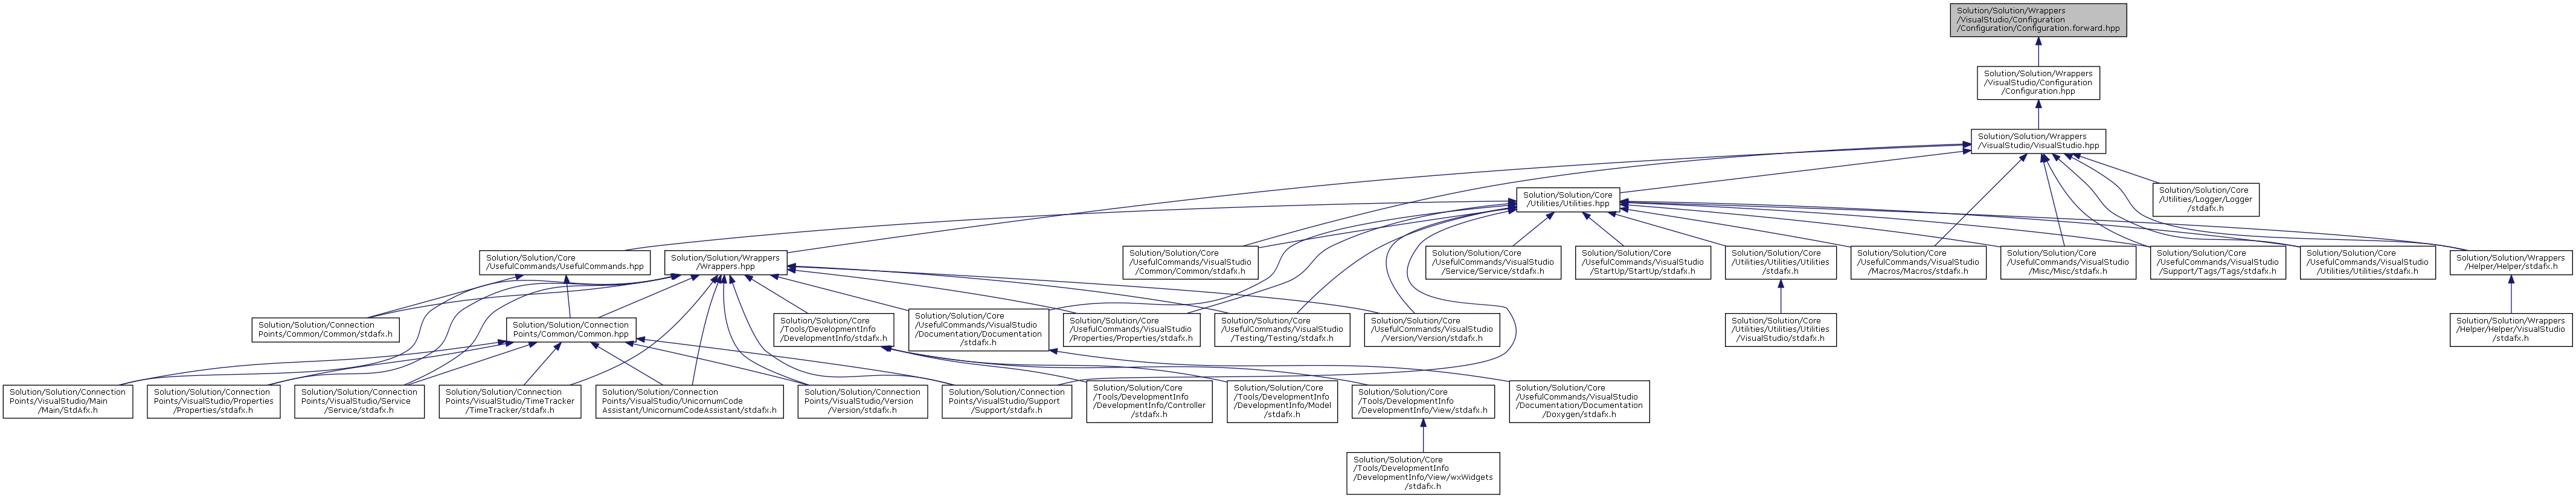 Solution/Solution/Wrappers
/VisualStudio/Configuration
/Configuration/Configuration.forward.hpp
Solution/Solution/Wrappers
/VisualStudio/Configuration
/Configuration.hpp
Solution/Solution/Wrappers
/VisualStudio/VisualStudio.hpp
Solution/Solution/Core
/Utilities/Utilities.hpp
Solution/Solution/Core
/Utilities/Logger/Logger
/stdafx.h
Solution/Solution/Core
/UsefulCommands/UsefulCommands.hpp
Solution/Solution/Wrappers
/Wrappers.hpp
Solution/Solution/Core
/UsefulCommands/VisualStudio
/Common/Common/stdafx.h
Solution/Solution/Core
/UsefulCommands/VisualStudio
/Service/Service/stdafx.h
Solution/Solution/Core
/UsefulCommands/VisualStudio
/StartUp/StartUp/stdafx.h
Solution/Solution/Core
/Utilities/Utilities/Utilities
/stdafx.h
Solution/Solution/Core
/UsefulCommands/VisualStudio
/Macros/Macros/stdafx.h
Solution/Solution/Core
/UsefulCommands/VisualStudio
/Misc/Misc/stdafx.h
Solution/Solution/Core
/UsefulCommands/VisualStudio
/Support/Tags/Tags/stdafx.h
Solution/Solution/Core
/UsefulCommands/VisualStudio
/Utilities/Utilities/stdafx.h
Solution/Solution/Wrappers
/Helper/Helper/stdafx.h
Solution/Solution/Connection
Points/Common/Common/stdafx.h
Solution/Solution/Connection
Points/Common/Common.hpp
Solution/Solution/Core
/Tools/DevelopmentInfo
/DevelopmentInfo/stdafx.h
Solution/Solution/Core
/UsefulCommands/VisualStudio
/Documentation/Documentation
/stdafx.h
Solution/Solution/Core
/UsefulCommands/VisualStudio
/Properties/Properties/stdafx.h
Solution/Solution/Core
/UsefulCommands/VisualStudio
/Testing/Testing/stdafx.h
Solution/Solution/Core
/UsefulCommands/VisualStudio
/Version/Version/stdafx.h
Solution/Solution/Core
/Utilities/Utilities/Utilities
/VisualStudio/stdafx.h
Solution/Solution/Wrappers
/Helper/Helper/VisualStudio
/stdafx.h
Solution/Solution/Connection
Points/VisualStudio/Main
/Main/StdAfx.h
Solution/Solution/Connection
Points/VisualStudio/Properties
/Properties/stdafx.h
Solution/Solution/Connection
Points/VisualStudio/Service
/Service/stdafx.h
Solution/Solution/Connection
Points/VisualStudio/TimeTracker
/TimeTracker/stdafx.h
Solution/Solution/Connection
Points/VisualStudio/UnicornumCode
Assistant/UnicornumCodeAssistant/stdafx.h
Solution/Solution/Connection
Points/VisualStudio/Version
/Version/stdafx.h
Solution/Solution/Connection
Points/VisualStudio/Support
/Support/stdafx.h
Solution/Solution/Core
/Tools/DevelopmentInfo
/DevelopmentInfo/Controller
/stdafx.h
Solution/Solution/Core
/Tools/DevelopmentInfo
/DevelopmentInfo/Model
/stdafx.h
Solution/Solution/Core
/Tools/DevelopmentInfo
/DevelopmentInfo/View/stdafx.h
Solution/Solution/Core
/UsefulCommands/VisualStudio
/Documentation/Documentation
/Doxygen/stdafx.h
Solution/Solution/Core
/Tools/DevelopmentInfo
/DevelopmentInfo/View/wxWidgets
/stdafx.h